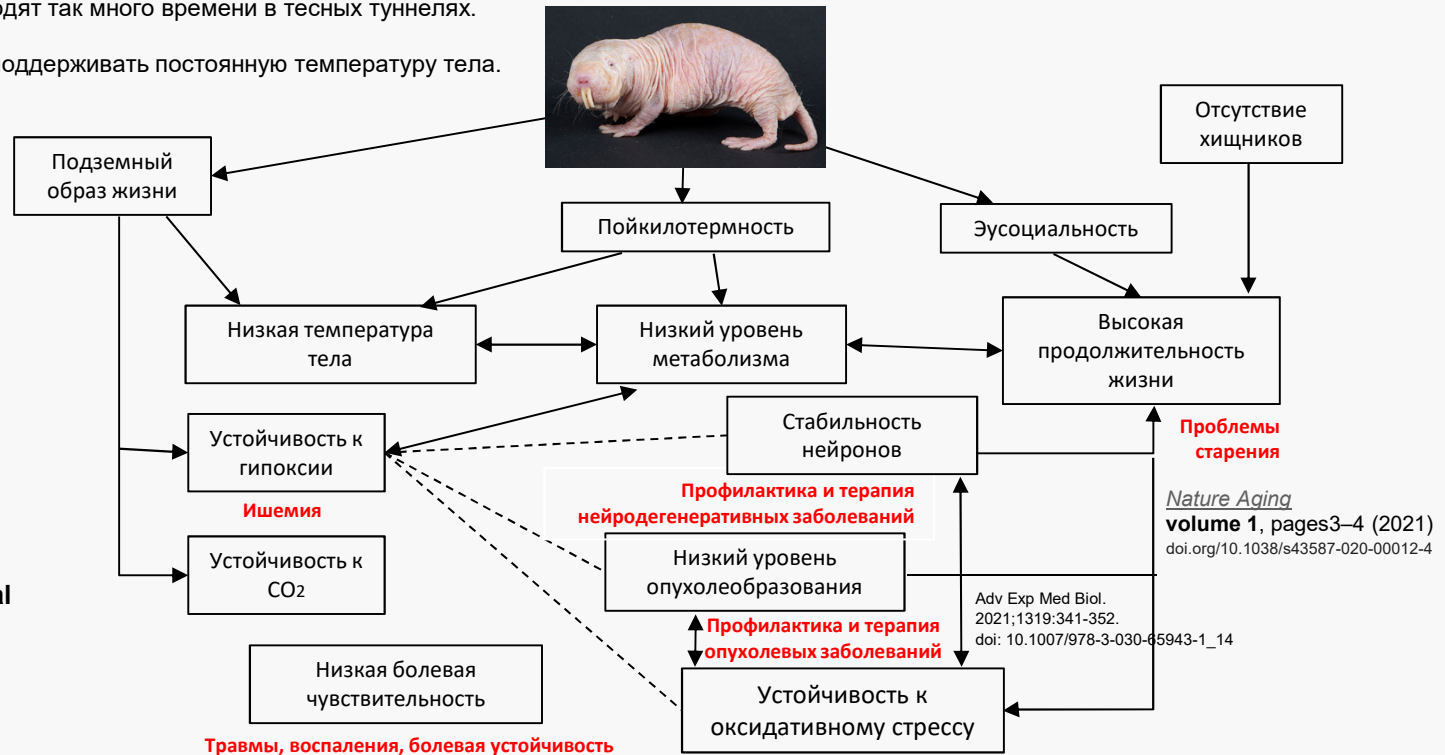 так много времени в тесных туннелях.
поддерживать постоянную температуру тела.
Отсутствие
хищников
Подземный
образ жизни
Пойкилотермность
Эусоциальность
Низкая температура
тела
Низкий уровень
метаболизма
Высокая
продолжительность
жизни
Стабильность
нейронов
Проблемы
старения
Устойчивость к
гипоксии
Ишемия
Профилактика и терапия
нейродегенеративных заболеваний
Nature Aging
volume 1, pages3–4 (2021)
doi.org/10.1038/s43587-020-00012-4
Низкий уровень
опухолеобразования
Устойчивость к
CO2
Adv Exp Med Biol.
2021;1319:341-352.
doi: 10.1007/978-3-030-65943-1_14
Профилактика и терапия
опухолевых заболеваний
Низкая болевая
чувствительность
Устойчивость к
оксидативному стрессу
Травмы, воспаления, болевая устойчивость